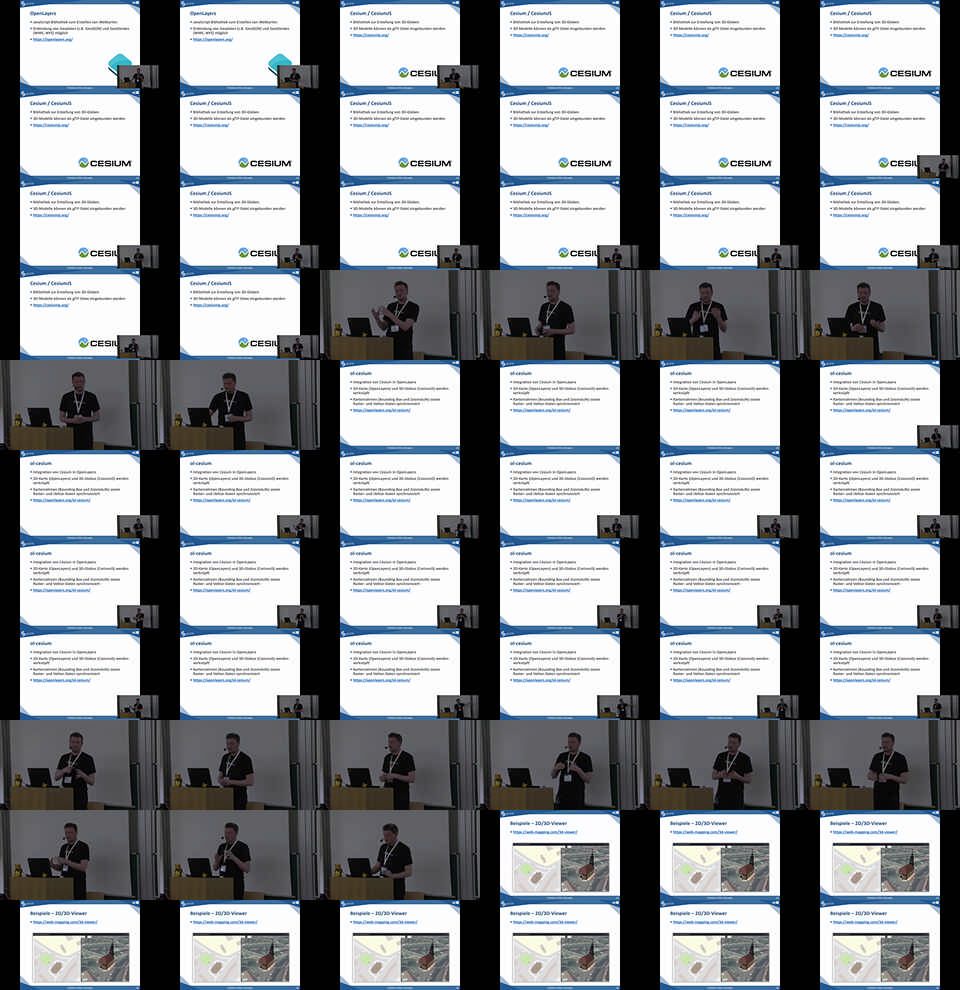 OpenLayers
• JavaScript-Bibliothek zum Erstellen von Webkarten
• Einbindung von Geodaten (z.B. GeoJSON) und Geodiensten
(WMS, WFS) möglich
• https://openlayers.org/
Cesium / CesiumJS
• Bibliothek zur Erstellung von 3D-Globen
• 3D-Modelle können als glTF-Datei eingebunden werden
• https://cesiumjs.org/
CESIUM
ol-cesium
• Integration von Cesium in OpenLayers
• 2D-Karte (OpenLayers) und 3D-Globus (CesiumJS) werden
verknüpft
• Kartenrahmen (Bounding Box und Zoomstufe) sowie
Raster- und Vektor-Daten synchronisiert
• https://openlayers.org/ol-cesium/
Beispiele – 2D/3D-Viewer
• https://web-mapping.com/3d-viewer/